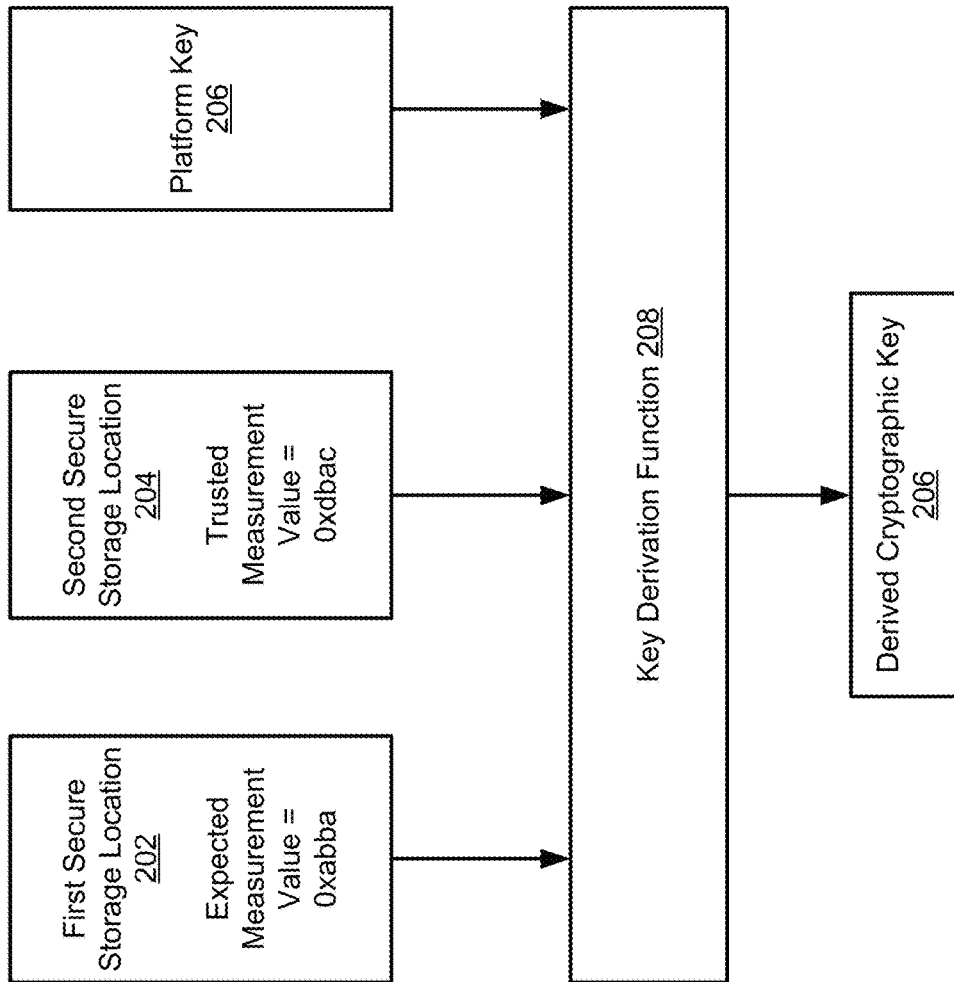 First Secure
Storage Location
202
Expected
Measurement
Value =
0xabba
Second Secure
Storage Location
204
Trusted
Measurement
Value =
0xdbac
Platform Key
206
Key Derivation Function 208
Derived Cryptographic Key
206